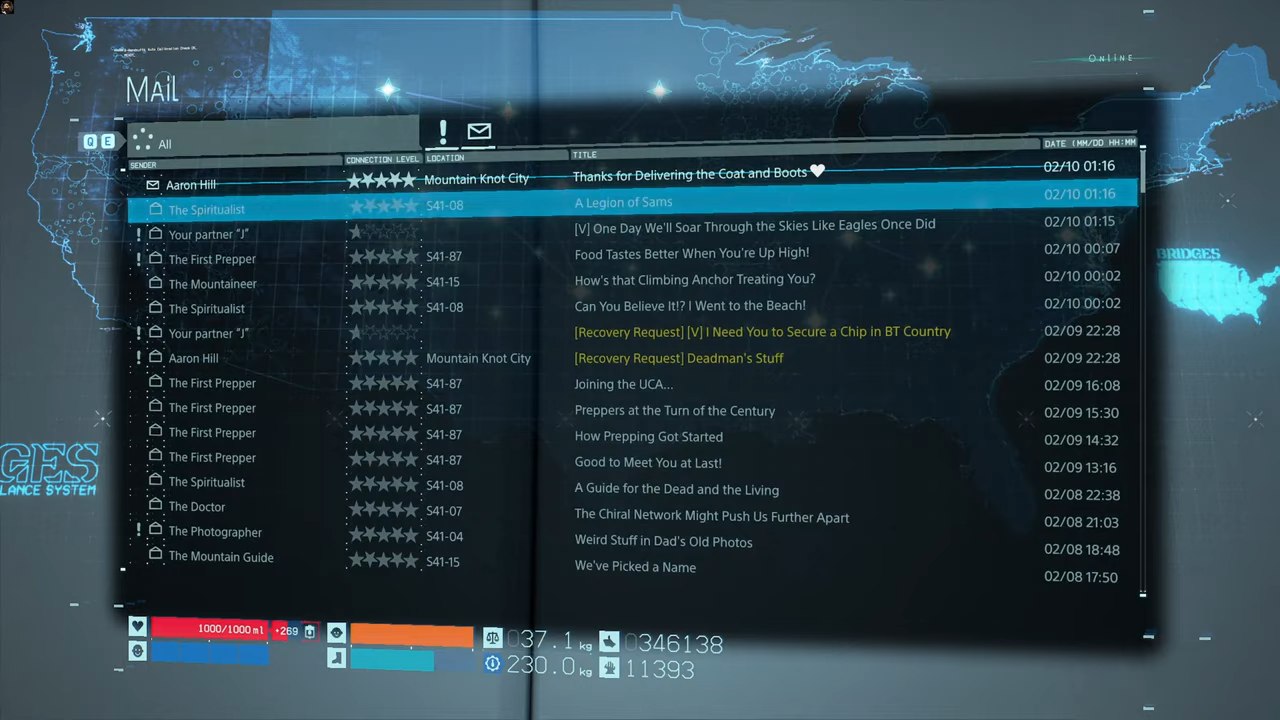 Mail
Online
Q E All
SENDER CONNECTION LEVEL LOCATION TITLE DATE (MM/DD HH:MM
Aaron Hill Mountain Knot City Thanks for Delivering the Coat and Boots 02/10 01:16
The Spiritualist S41-08 A Legion of Sams 02/10 01:16
! Your partner "J" [V] One Day We'll Soar Through the Skies Like Eagles Once Did 02/10 01:15
! The First Prepper S41-87 Food Tastes Better When You're Up High! 02/10 00:07
The Mountaineer S41-15 How's that Climbing Anchor Treating You? 02/10 00:02
The Spiritualist S41-08 Can You Believe It!? I Went to the Beach! 02/10 00:02
! Your partner "J" [Recovery Request] [V] I Need You to Secure a Chip in BT Country 02/09 22:28
! Aaron Hill Mountain Knot City [Recovery Request] Deadman's Stuff 02/09 22:28
The First Prepper S41-87 Joining the UCA... 02/09 16:08
The First Prepper S41-87 Preppers at the Turn of the Century 02/09 15:30
The First Prepper S41-87 How Prepping Got Started 02/09 14:32
The First Prepper S41-87 Good to Meet You at Last! 02/09 13:16
The Spiritualist S41-08 A Guide for the Dead and the Living 02/08 22:38
The Doctor S41-07 The Chiral Network Might Push Us Further Apart 02/08 21:03
! The Photographer S41-04 Weird Stuff in Dad's Old Photos 02/08 18:48
The Mountain Guide S41-15 We've Picked a Name 02/08 17:50
BRIDGES
GES
LANCE SYSTEM
1000/1000 ml +269 037.1 kg 0346138
230.0 kg 11393